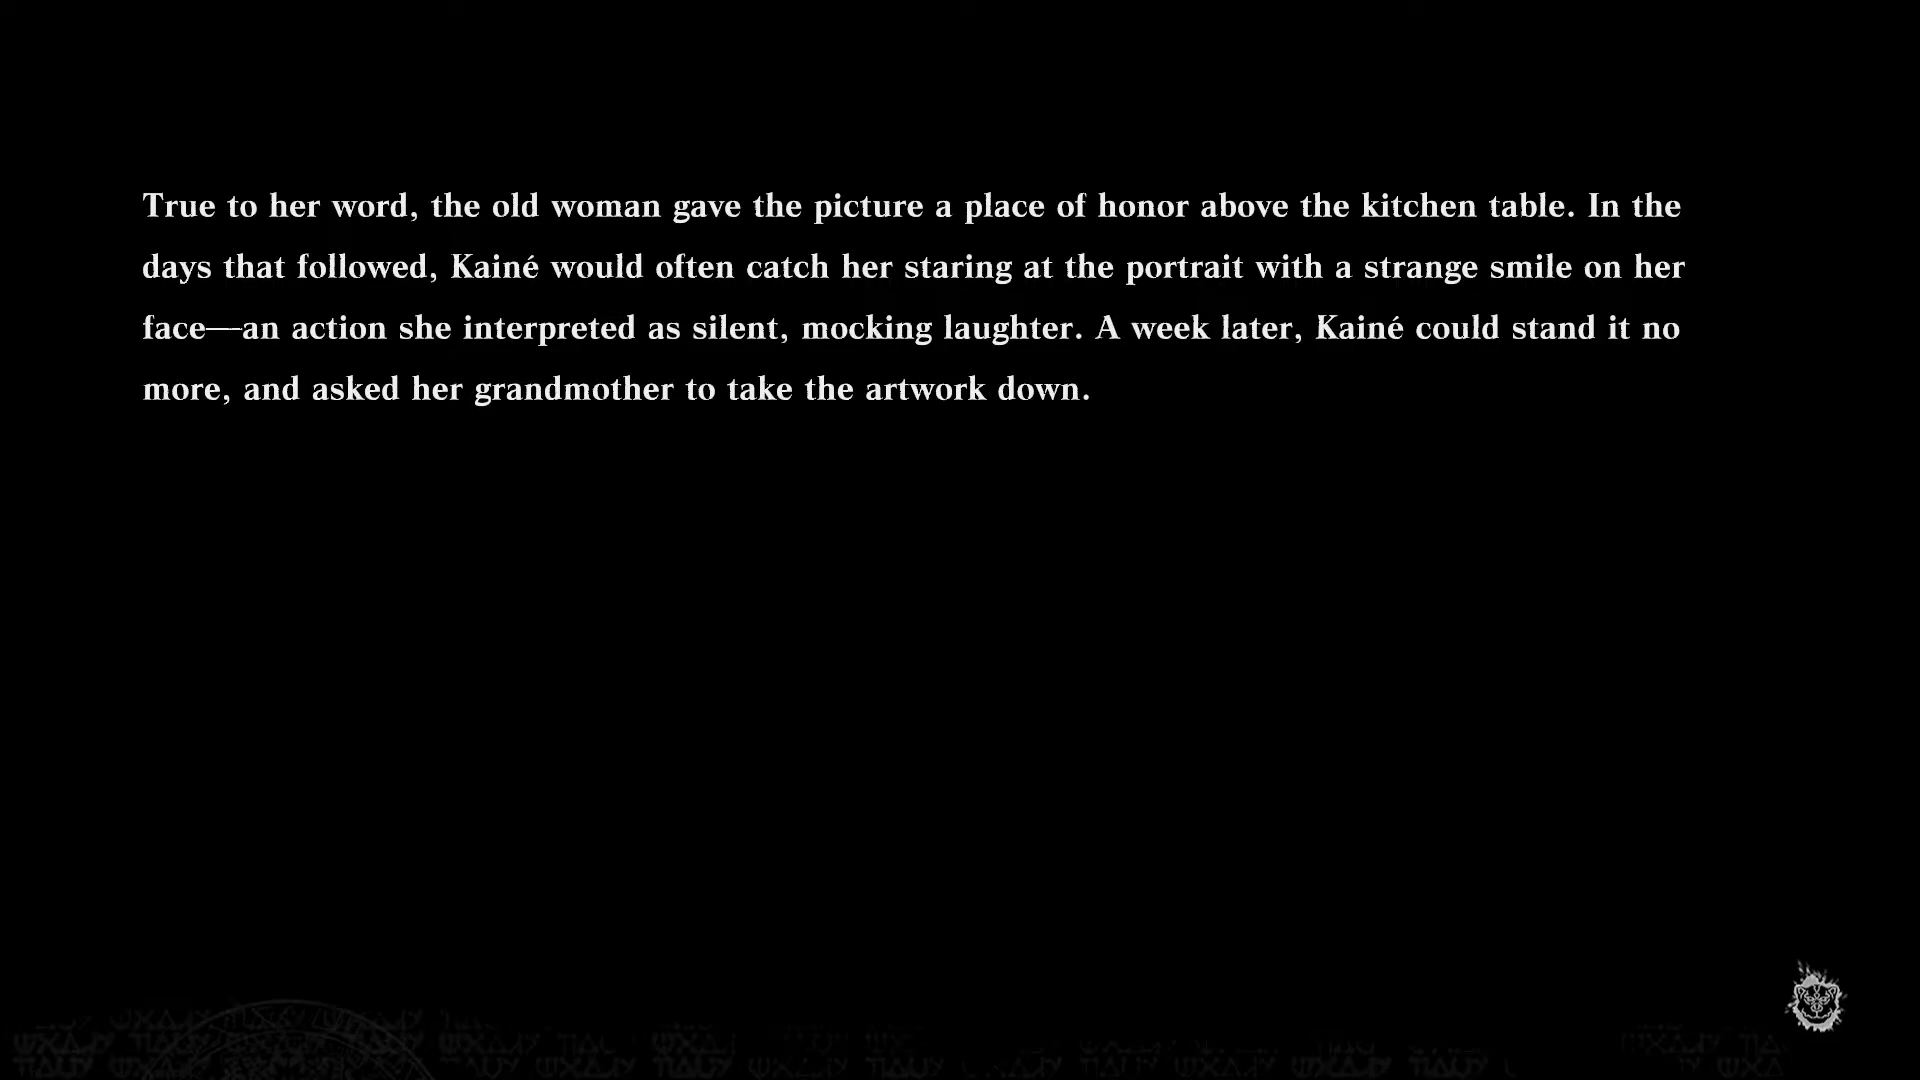 True to her word, the old woman gave the picture a place of honor above the kitchen table. In the
days that followed, Kainé would often catch her staring at the portrait with a strange smile on her
face—an action she interpreted as silent, mocking laughter. A week later, Kainé could stand it no
more, and asked her grandmother to take the artwork down.